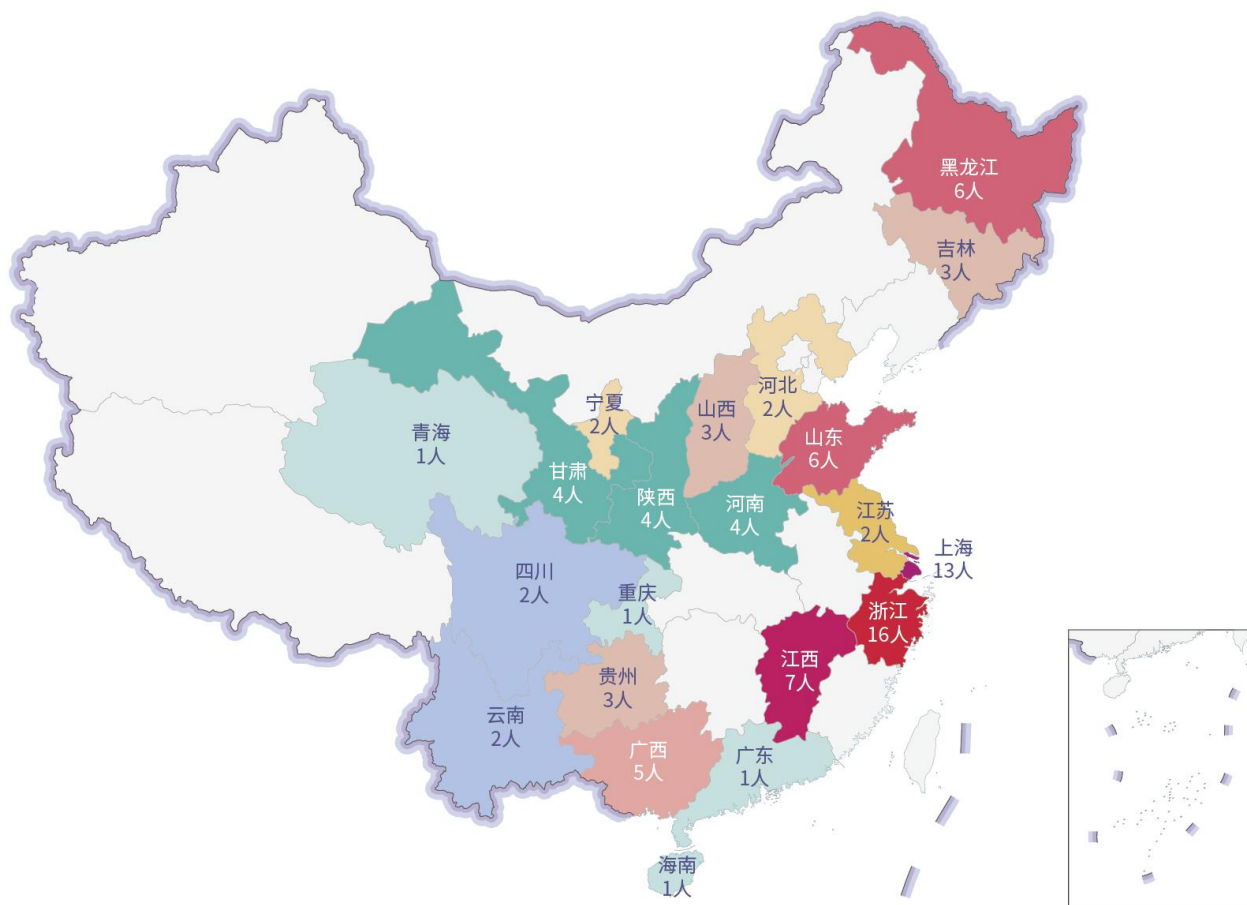 黑龙江
6人
吉林
3人
河北
2人
宁夏
2人
山西
3人
青海
1人
山东
6人
甘肃
4人
陕西
4人
河南
4人
江苏
2人
上海
13人
四川
2人
重庆
1人
浙江
16人
江西
7人
贵州
3人
云南
2人
广西
5人
广东
1人
海南
1人